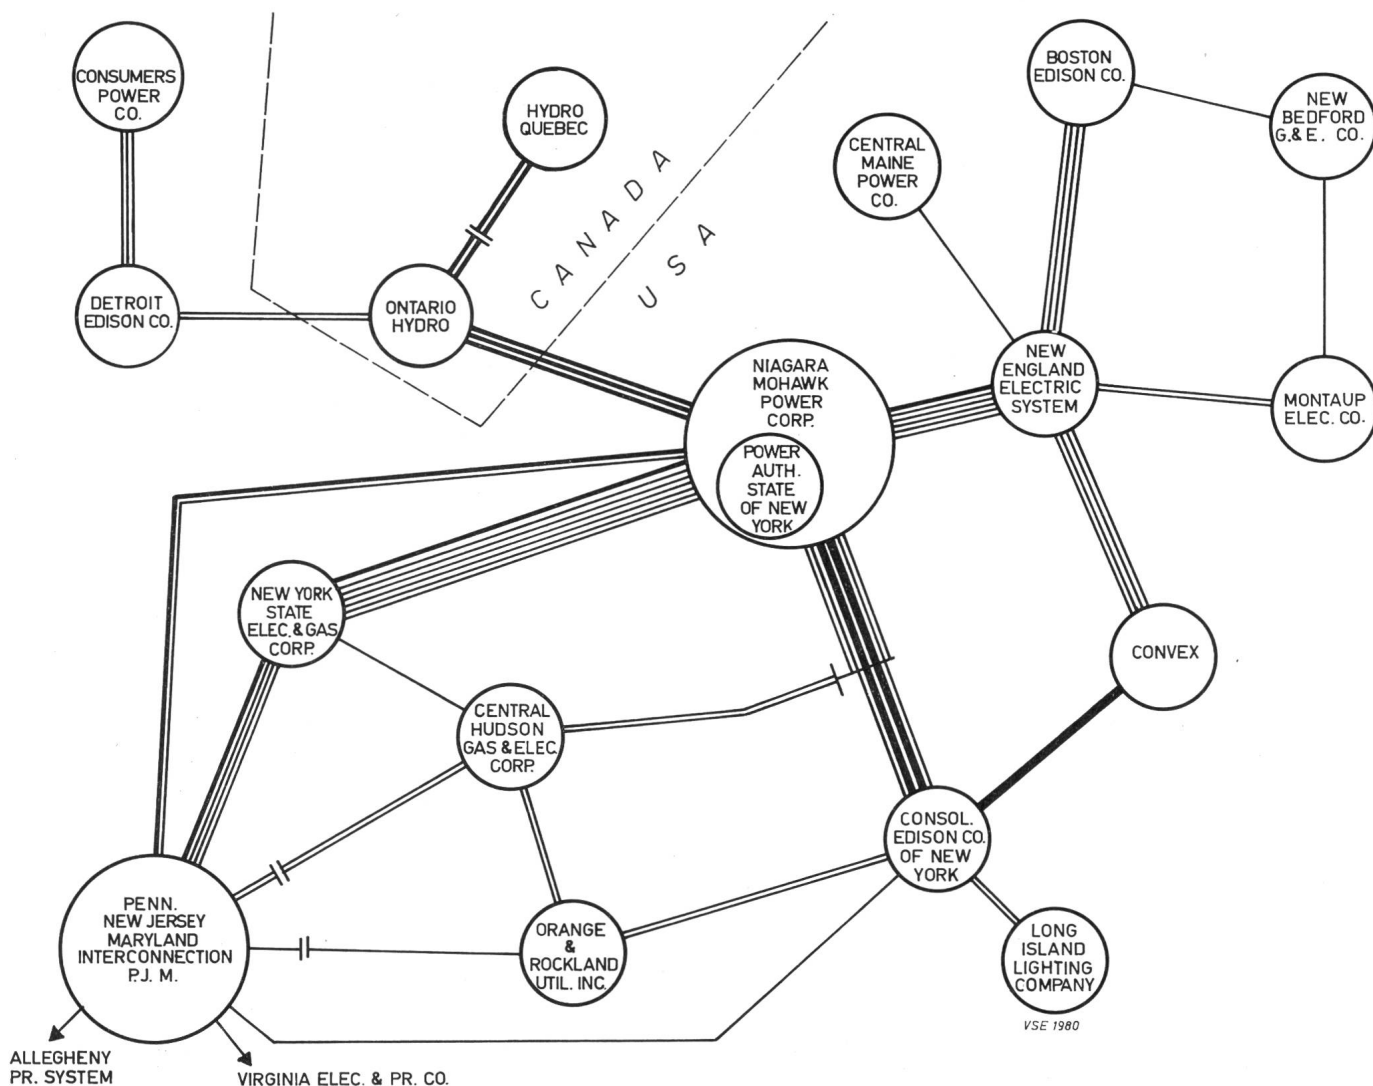 CONSUMERS
POWER
CO.
HYDRO
QUEBEC
BOSTON
EDISON CO.
NEW
BEDFORD
G.& E. CO.
CENTRAL
MAINE
POWER
CO.
CANADA
USA
DETROIT
EDISON CO.
ONTARIO
HYDRO
NIAGARA
MOHAWK
POWER
CORP.
POWER
AUTH.
STATE
OF NEW
YORK
NEW
ENGLAND
ELECTRIC
SYSTEM
MONTAUP
ELEC. CO.
NEW YORK
STATE
ELEC. & GAS
CORP.
CONVEX
CENTRAL
HUDSON
GAS & ELEC.
CORP.
CONSOL.
EDISON CO.
OF NEW
YORK
PENN.
NEW JERSEY
MARYLAND
INTERCONNECTION
P.J. M.
ORANGE
&
ROCKLAND
UTIL. INC.
LONG
ISLAND
LIGHTING
COMPANY
VSE 1980
ALLEGHENY
PR. SYSTEM
VIRGINIA ELEC. & PR. CO.